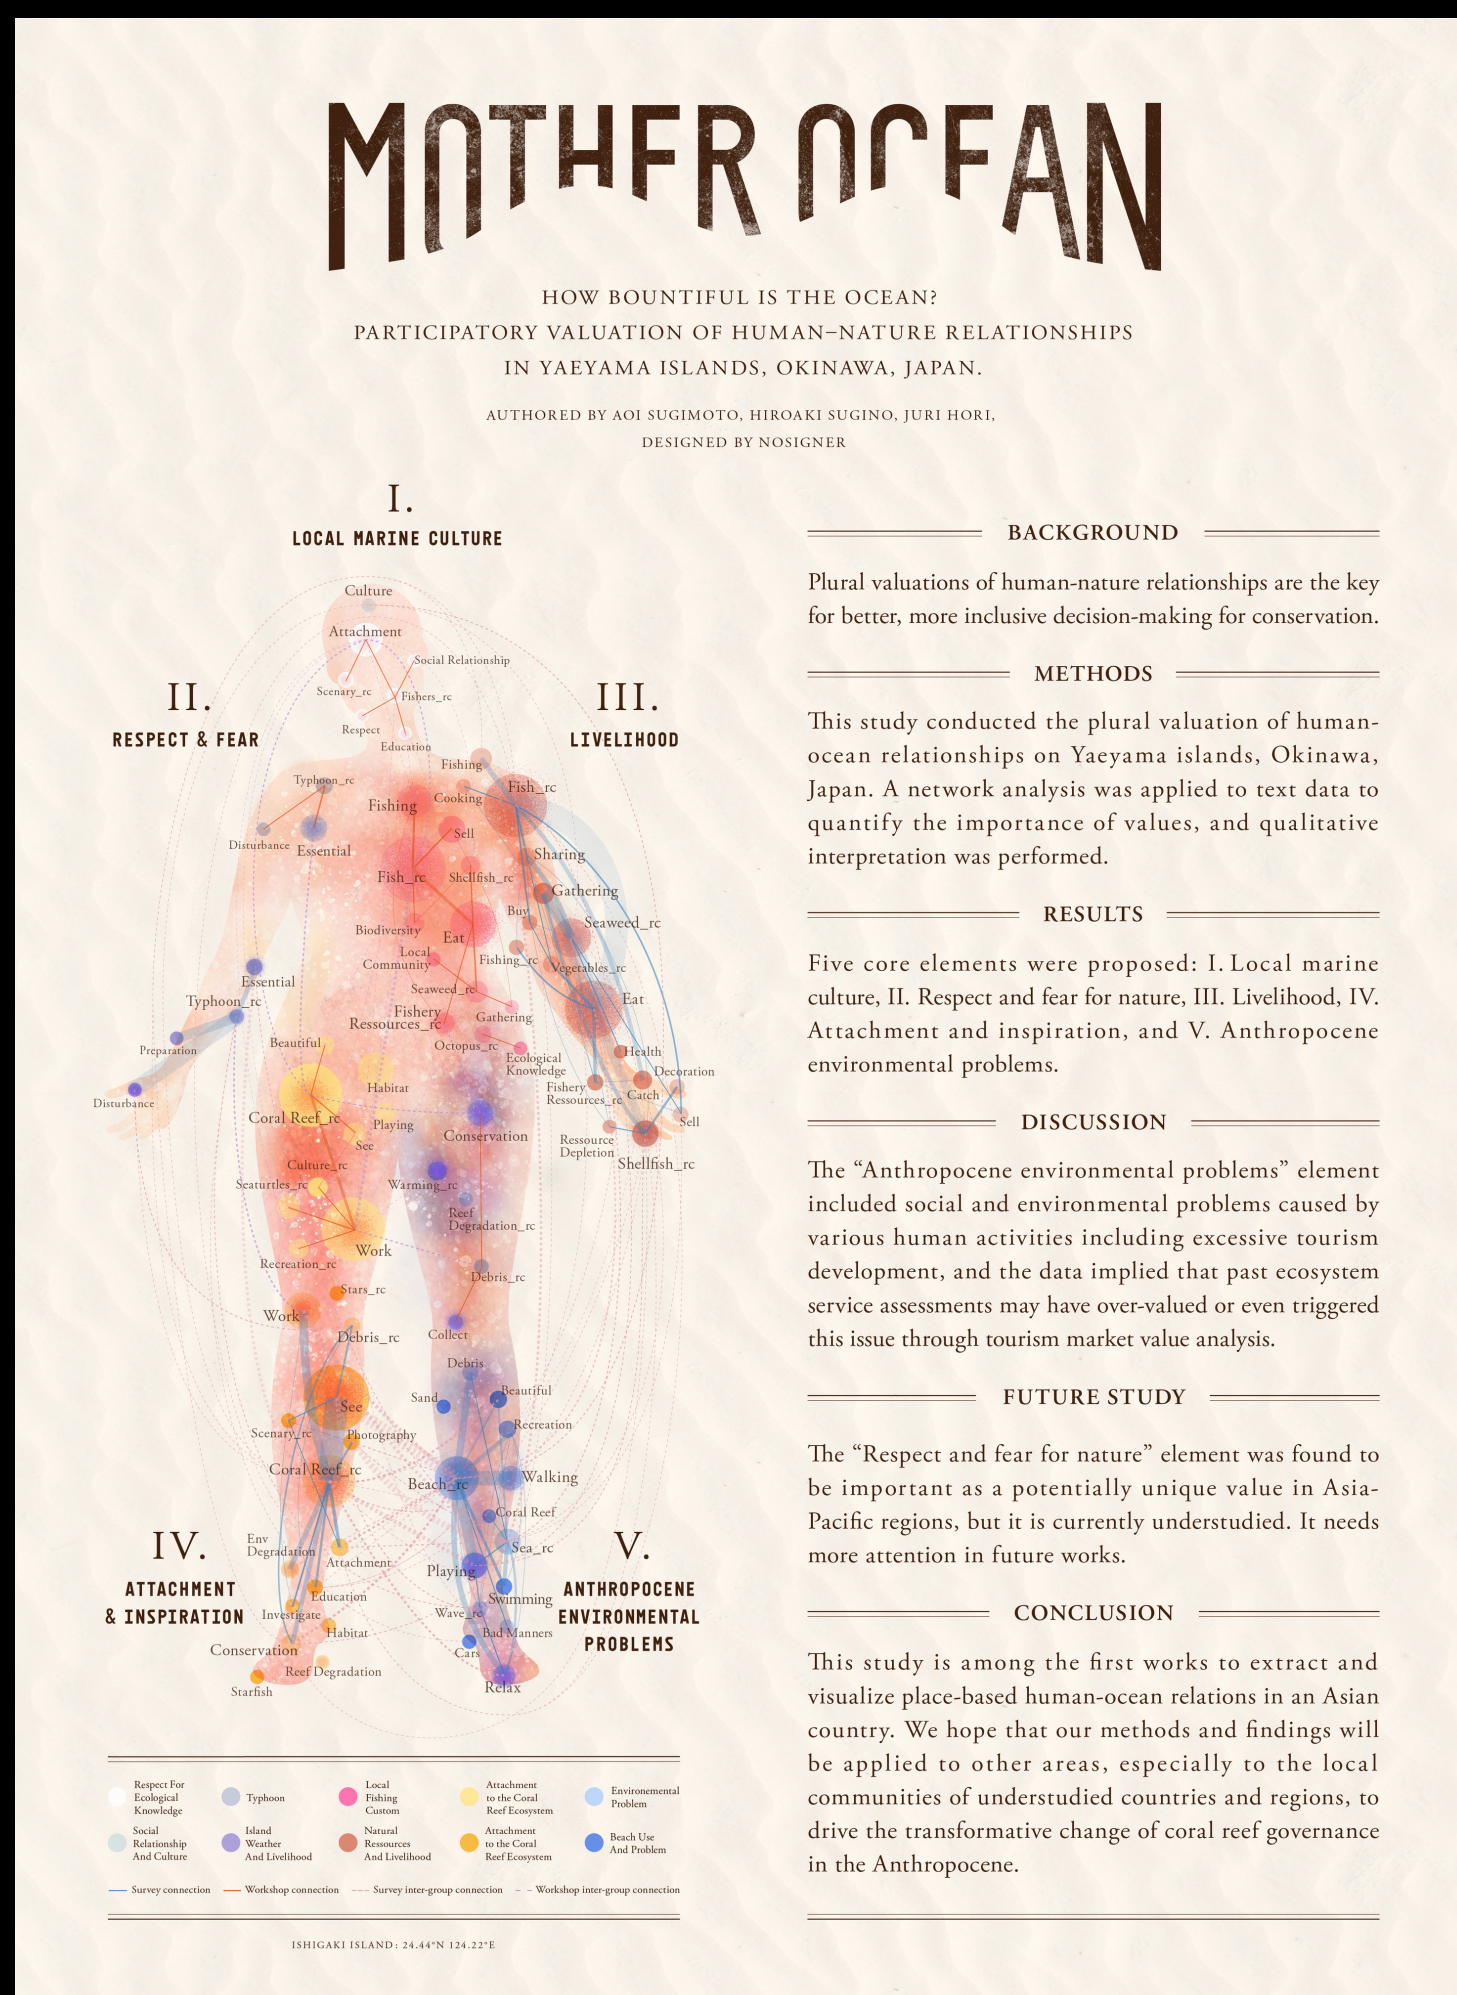 MOTHER OCEAN
HOW BOUNTIFUL IS THE OCEAN?
PARTICIPATORY VALUATION OF HUMAN–NATURE RELATIONSHIPS
IN YAEYAMA ISLANDS, OKINAWA, JAPAN.
AUTHORED BY AOI SUGIMOTO, HIROAKI SUGINO, JURI HORI,
DESIGNED BY NOSIGNER
I.
LOCAL MARINE CULTURE
Culture
Attachment
Social Relationship
Scenary_rc
Fishers_rc
Respect
Education
II.
RESPECT & FEAR
III.
LIVELIHOOD
Typhoon_rc
Disturbance
Essential
Fishing
Fishing
Cooking
Fish_rc
Sell
Sharing
Fish_rc
Shellfish_rc
Gathering
Buy
Seaweed_rc
Biodiversity
Eat
Local
Community
Fishing_rc
Vegetables_rc
Essential
Typhoon_rc
Seaweed_rc
Eat
Fishery
Ressources_rc
Gathering
Preparation
Beautiful
Octopus_rc
Ecological
Knowledge
Health
Decoration
Disturbance
Habitat
Fishery
Ressources_rc
Catch
Coral Reef_rc
Playing
See
Conservation
Sell
Ressource
Depletion
Shellfish_rc
Culture_rc
Seaturtles_rc
Warming_rc
Reef
Degradation_rc
Work
Recreation_rc
Stars_rc
Debris_rc
Work
Debris_rc
Collect
Debris
See
Sand
Beautiful
Scenary_rc
Photography
Recreation
Coral Reef_rc
Beach_rc
Walking
Coral Reef
IV.
ATTACHMENT
& INSPIRATION
Env
Degradation
Attachment
Sea_rc
Playing
Education
Swimming
Investigate
Wave_rc
Habitat
Bad Manners
Conservation
Cars
Reef Degradation
Starfish
Relax
V.
ANTHROPOCENE
ENVIRONMENTAL
PROBLEMS
Respect For
Ecological
Knowledge
Typhoon
Local
Fishing
Custom
Attachment
to the Coral
Reef Ecosystem
Environemental
Problem
Social
Relationship
And Culture
Island
Weather
And Livelihood
Natural
Ressources
And Livelihood
Attachment
to the Coral
Reef Ecosystem
Beach Use
And Problem
Survey connection
Workshop connection
Survey inter-group connection
Workshop inter-group connection
ISHIGAKI ISLAND: 24.44°N 124.22°E
BACKGROUND
Plural valuations of human-nature relationships are the key
for better, more inclusive decision-making for conservation.
METHODS
This study conducted the plural valuation of human-
ocean relationships on Yaeyama islands, Okinawa,
Japan. A network analysis was applied to text data to
quantify the importance of values, and qualitative
interpretation was performed.
RESULTS
Five core elements were proposed: I. Local marine
culture, II. Respect and fear for nature, III. Livelihood, IV.
Attachment and inspiration, and V. Anthropocene
environmental problems.
DISCUSSION
The “Anthropocene environmental problems” element
included social and environmental problems caused by
various human activities including excessive tourism
development, and the data implied that past ecosystem
service assessments may have over-valued or even triggered
this issue through tourism market value analysis.
FUTURE STUDY
The “Respect and fear for nature” element was found to
be important as a potentially unique value in Asia-
Pacific regions, but it is currently understudied. It needs
more attention in future works.
CONCLUSION
This study is among the first works to extract and
visualize place-based human-ocean relations in an Asian
country. We hope that our methods and findings will
be applied to other areas, especially to the local
communities of understudied countries and regions, to
drive the transformative change of coral reef governance
in the Anthropocene.